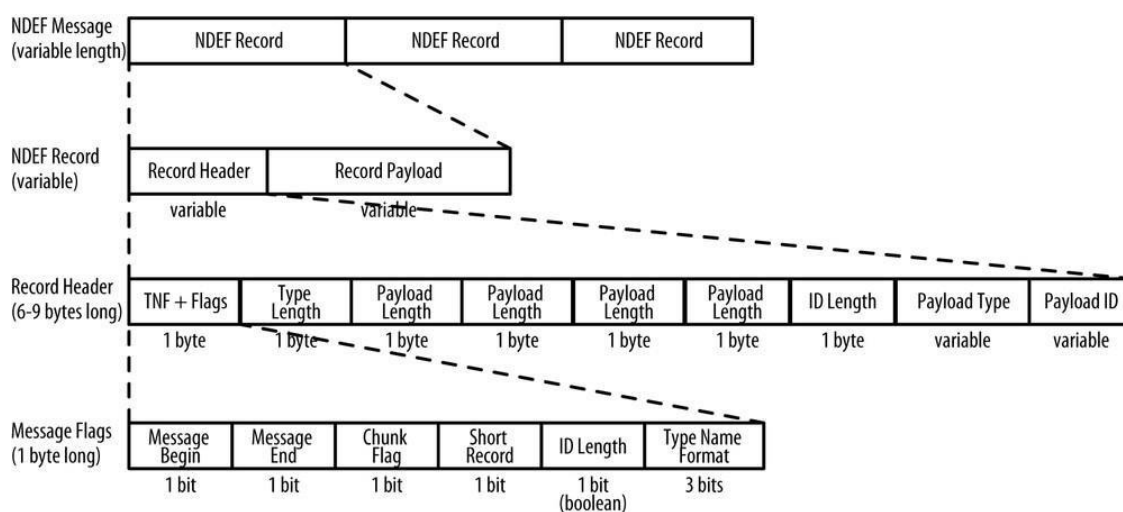 NDEF Message
(variable length)
NDEF Record
NDEF Record
NDEF Record
NDEF Record
(variable)
Record Header
Record Payload
variable
variable
Record Header
(6-9 bytes long)
TNF + Flags
Type
Length
Payload
Length
Payload
Length
Payload
Length
Payload
Length
ID Length
Payload Type
Payload ID
1 byte
1 byte
1 byte
1 byte
1 byte
1 byte
1 byte
variable
variable
Message Flags
(1 byte long)
Message
Begin
Message
End
Chunk
Flag
Short
Record
ID Length
Type Name
Format
1 bit
1 bit
1 bit
1 bit
1 bit
(boolean)
3 bits